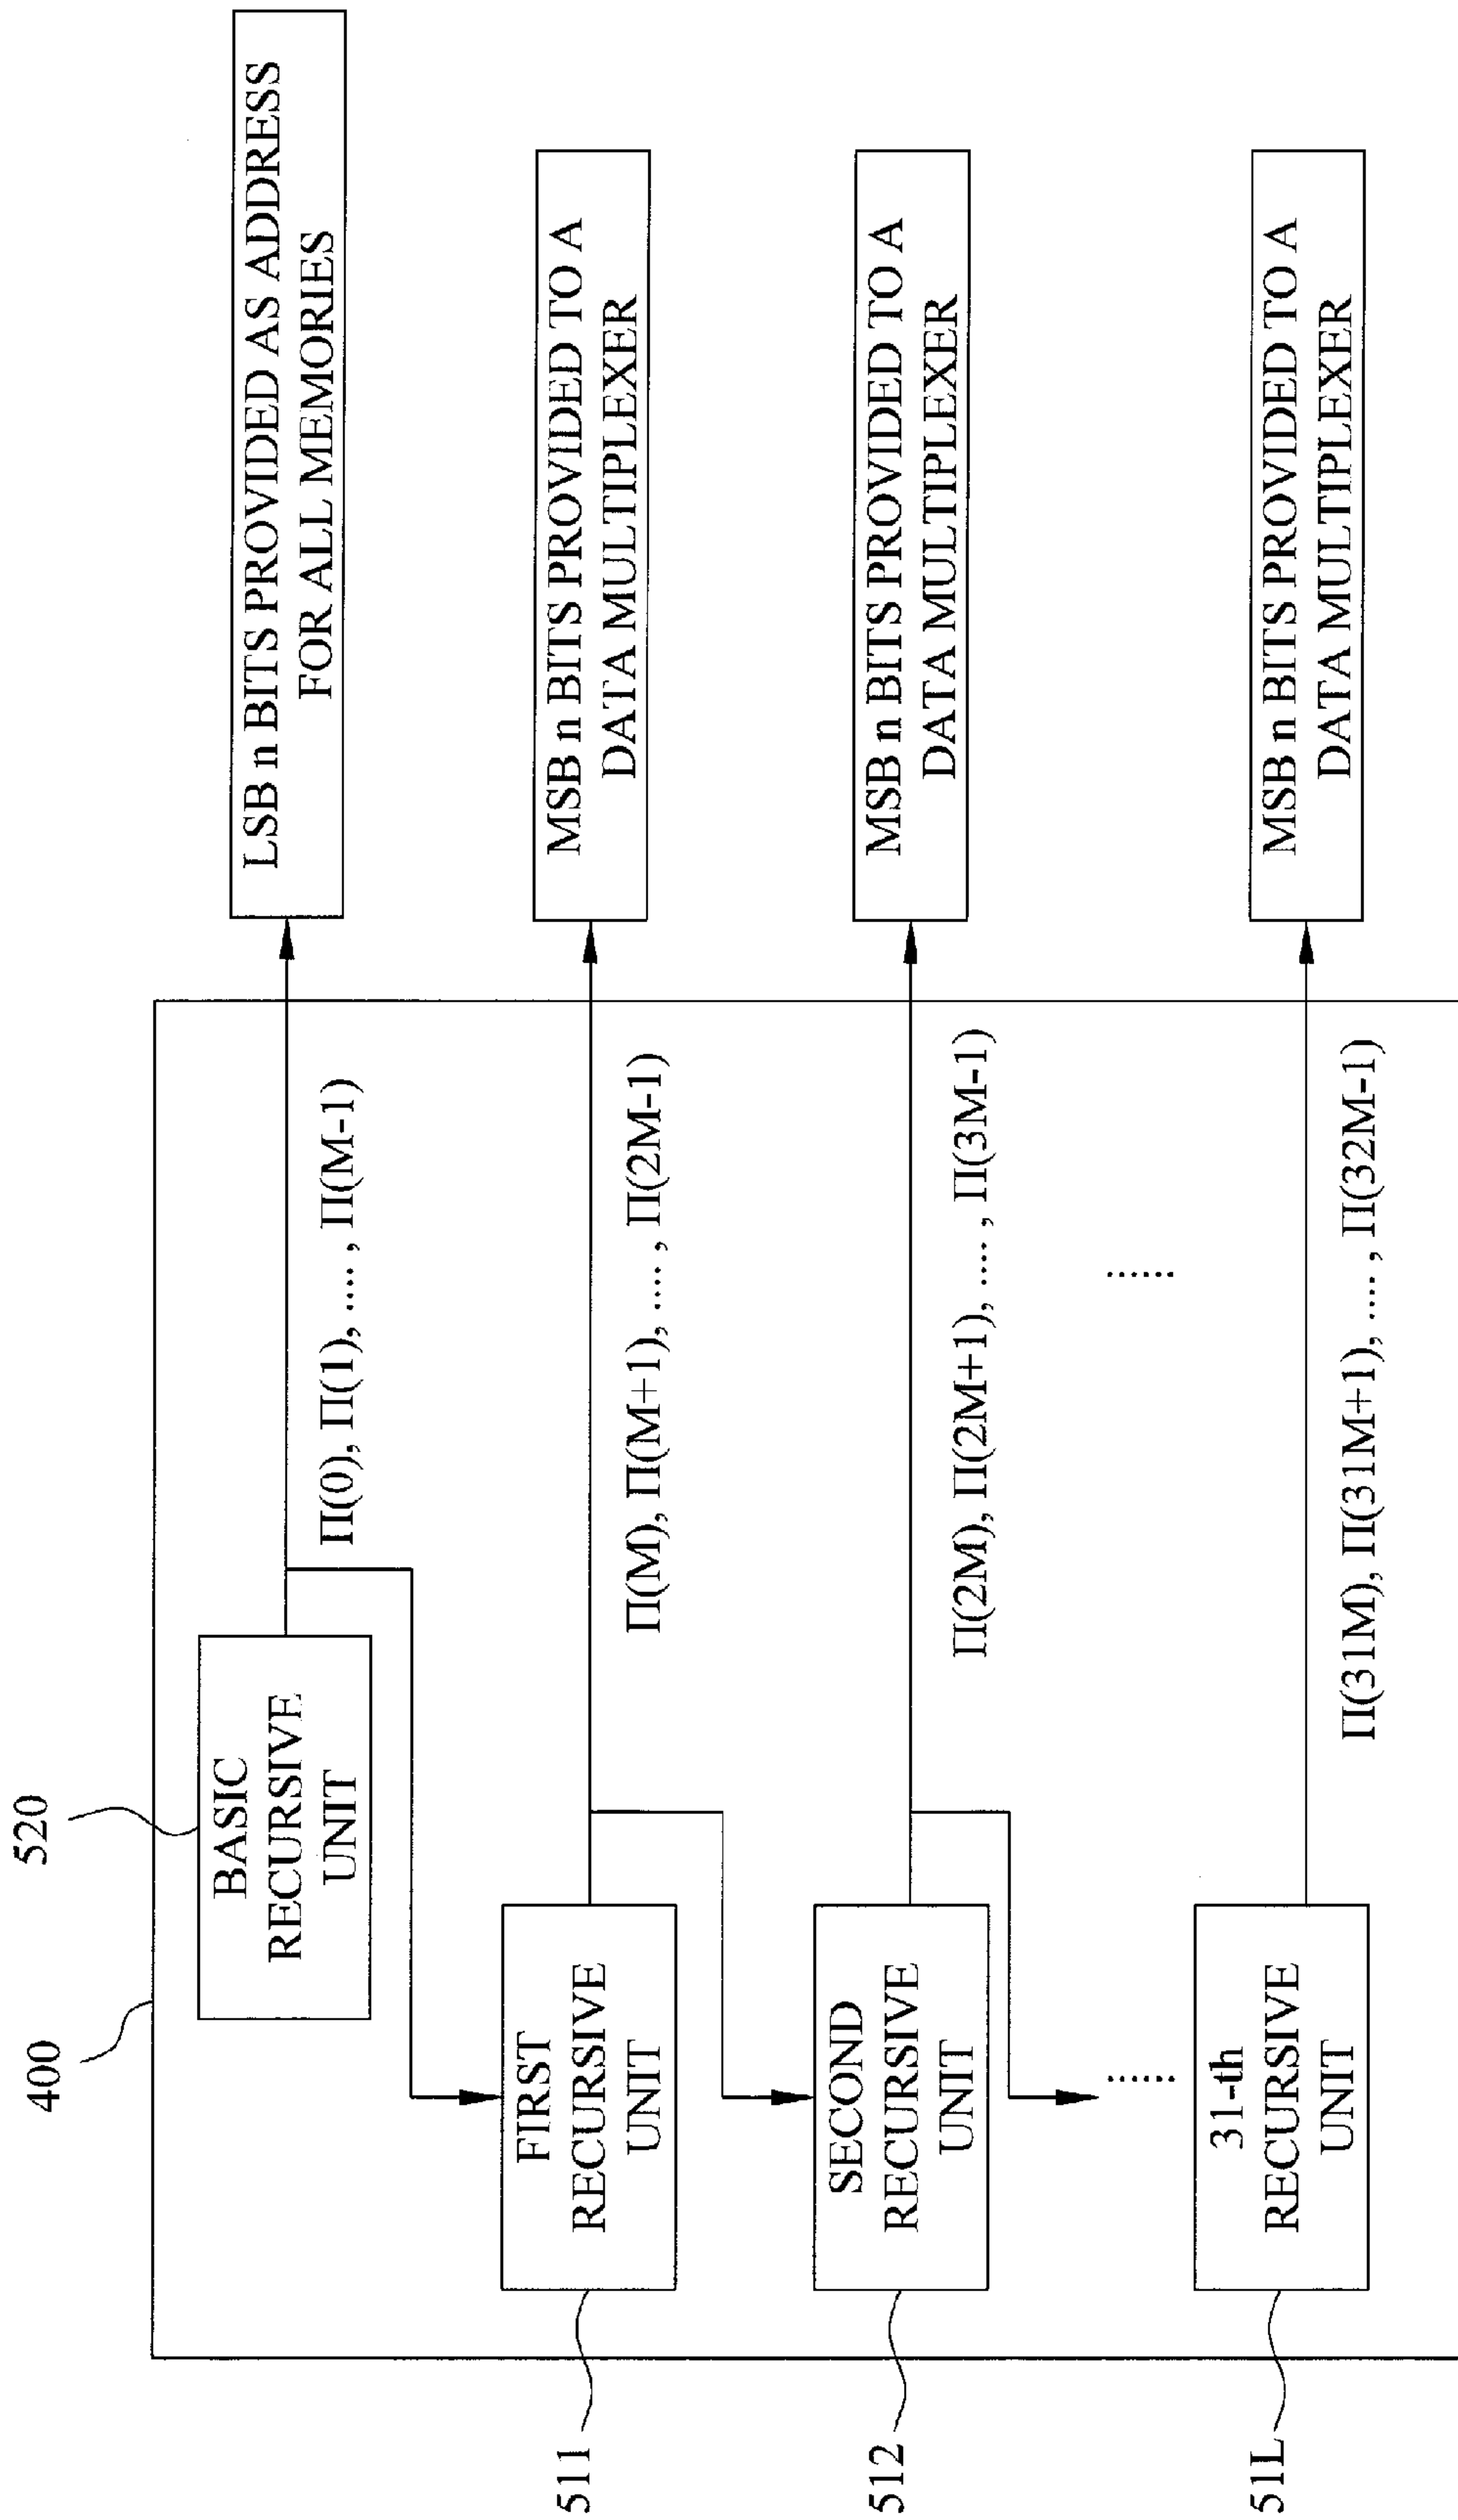 400
520
BASIC
RECURSIVE
UNIT
Π(0), Π(1), .... , Π(M-1)
LSB n BITS PROVIDED AS ADDRESS
FOR ALL MEMORIES
511
FIRST
RECURSIVE
UNIT
Π(M), Π(M+1), .... , Π(2M-1)
MSB n BITS PROVIDED TO A
DATA MULTIPLEXER
512
SECOND
RECURSIVE
UNIT
Π(2M), Π(2M+1), .... , Π(3M-1)
MSB n BITS PROVIDED TO A
DATA MULTIPLEXER
......
......
51L
31-th
RECURSIVE
UNIT
Π(31M), Π(31M+1), .... , Π(32M-1)
MSB n BITS PROVIDED TO A
DATA MULTIPLEXER